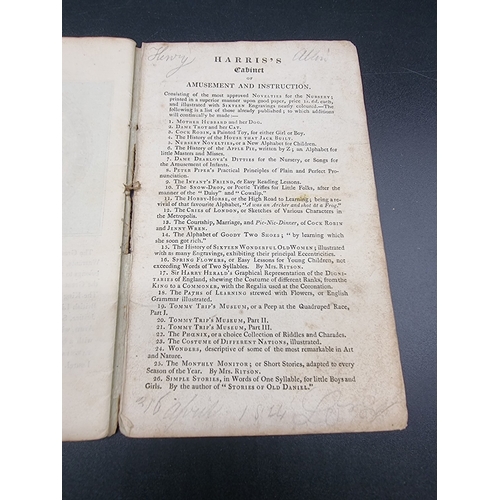 Henry
HARRIS'S
Cabinet
OF
AMUSEMENT AND INSTRUCTION,
Consisting of the most approved NOVELTIES for the NURSERY;
printed in a superior manner upon good paper, price 1s. 6d. each,
and illustrated with SIXTEEN Engravings neatly coloured—The
following is a list of those already published; to which additions
will continually be made—
1. MOTHER HUBBARD and her DOG.
2. DAME TROT and her CAT.
3. COCK ROBIN, a Painted Toy, for either Girl or Boy.
4. The History of the HOUSE THAT JACK BUILT.
5. NURSERY NOVELTIES, or a New Alphabet for Children.
6. The History of the APPLE PIE, written by Z; an Alphabet for
little Masters and Misses.
7. DAME DEARLOVE'S DITTIES for the Nursery, or Songs for
the Amusement of Infants.
8. PETER PIPER'S Practical Principles of Plain and Perfect Pro-
nunciation.
9. The INFANT'S FRIEND, or Easy Reading Lessons.
10. The SNOW-DROP, or Poetic Trifles for Little Folks, after the
manner of the "Daisy" and "Cowslip."
11. The HOBBY-HORSE, or the High Road to Learning; being a re-
vival of that favourite Alphabet, "A was an Archer and shot at a Frog."
12. The CRIES OF LONDON, or Sketches of Various Characters in
the Metropolis.
13. The Courtship, Marriage, and Pic-Nic Dinner, of COCK ROBIN
and JENNY WREN.
14. The Alphabet of GOODY TWO SHOES; "by learning which
she soon got rich."
15. The History of SIXTEEN WONDERFUL OLD WOMEN; illustrated
with as many Engravings, exhibiting their principal Eccentricities.
16. SPRING FLOWERS, or Easy Lessons for Young Children, not
exceeding Words of Two Syllables. By MRS. RITSON.
17. Sir HARRY HERALD'S Graphical Representation of the DIGNI-
TARIES OF ENGLAND, shewing the Costume of different Ranks, from the
KING to a COMMONER, with the Regalia used at the Coronation.
18. The PATHS OF LEARNING strewed with Flowers, or English
Grammar illustrated.
19. TOMMY TRIP'S MUSEUM, or a Peep at the Quadruped Race,
Part I.
20. TOMMY TRIP'S MUSEUM, Part II.
21. TOMMY TRIP'S MUSEUM, Part III.
22. The PHŒNIX, or a choice Collection of Riddles and Charades.
23. The COSTUME OF DIFFERENT NATIONS, illustrated.
24. WONDERS, descriptive of some of the most remarkable in Art
and Nature.
25. The MONTHLY MONITOR; or Short Stories, adapted to every
Season of the Year. By MRS. RITSON.
26. SIMPLE STORIES, in Words of One Syllable, for little Boys and
Girls. By the author of "STORIES OF OLD DANIEL."